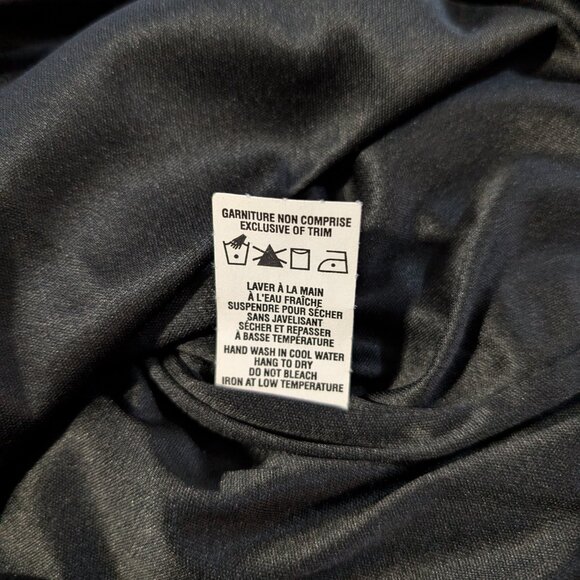 GARNITURE NON COMPRISE
EXCLUSIVE OF TRIM
LAVER À LA MAIN
À L'EAU FRAÎCHE
SUSPENDRE POUR SÉCHER
SANS JAVELISANT
SÉCHER ET REPASSER
À BASSE TEMPÉRATURE
HAND WASH IN COOL WATER
HANG TO DRY
DO NOT BLEACH
IRON AT LOW TEMPERATURE